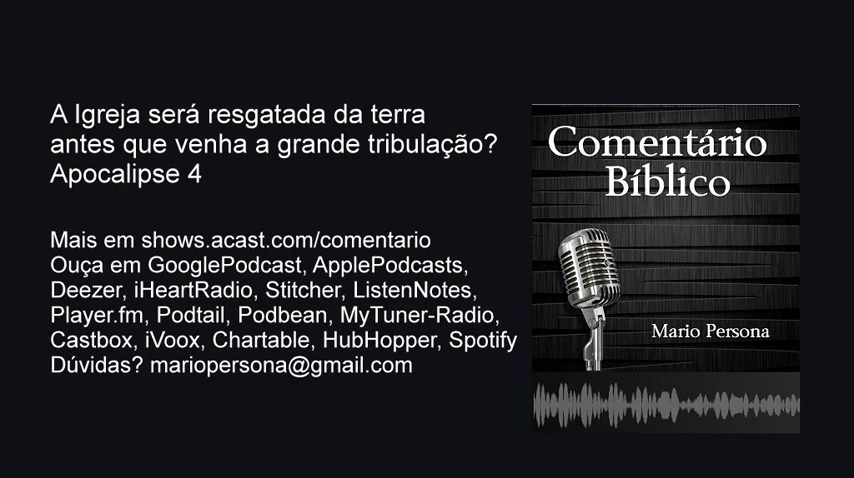 A Igreja será resgatada da terra
antes que venha a grande tribulação?
Apocalipse 4
Mais em shows.acast.com/comentario
Ouça em GooglePodcast, ApplePodcasts,
Deezer, iHeartRadio, Stitcher, ListenNotes,
Player.fm, Podtail, Podbean, MyTuner-Radio,
Castbox, iVoox, Chartable, HubHopper, Spotify
Dúvidas? mariopersona@gmail.com
Comentário
Bíblico
Mario Persona